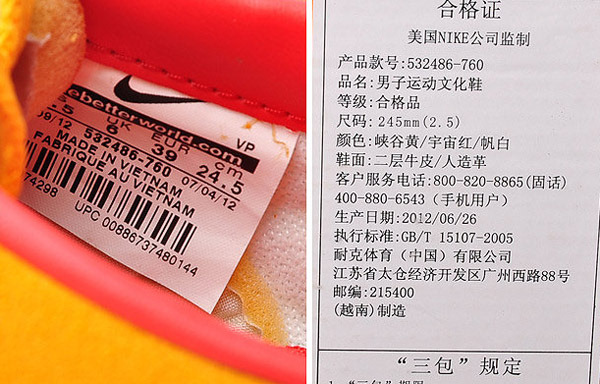 ebetterworld.com
UK EUR cm
.5 6 39 24.5
VP
09/12 532486-760 07/04/12
MADE IN VIETNAM
FABRIQUE AU VIETNAM
74298
UPC 00886737480144
合格证
美国NIKE公司监制
产品款号:532486-760
品名:男子运动文化鞋
等级:合格品
尺码: 245mm(2.5)
颜色:峡谷黄/宇宙红/帆白
鞋面:二层牛皮/人造革
客户服务电话:800-820-8865(固话)
400-880-6543（手机用户）
生产日期:2012/06/26
执行标准:GB/T 15107-2005
耐克体育（中国）有限公司
江苏省太仓经济开发区广州西路88号
邮编:215400
(越南)制造
“三包”规定